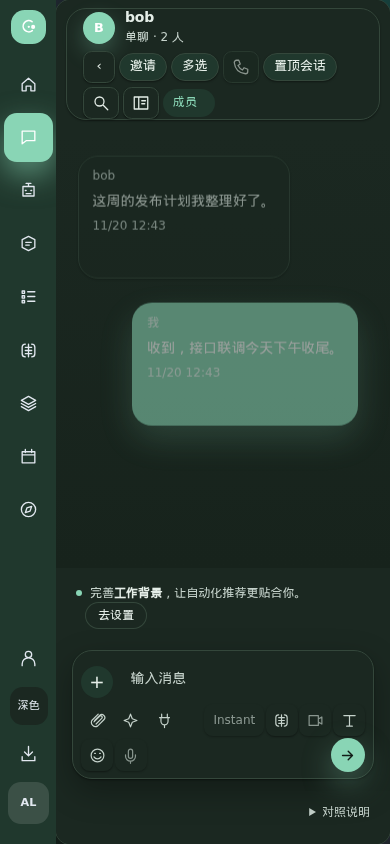 B
bob
单聊 · 2 人
‹ 邀请 多选 置顶会话
成员
bob
这周的发布计划我整理好了。
11/20 12:43
我
收到，接口联调今天下午收尾。
11/20 12:43
完善工作背景，让自动化推荐更贴合你。
去设置
输入消息
Instant
深色
AL
▶ 对照说明